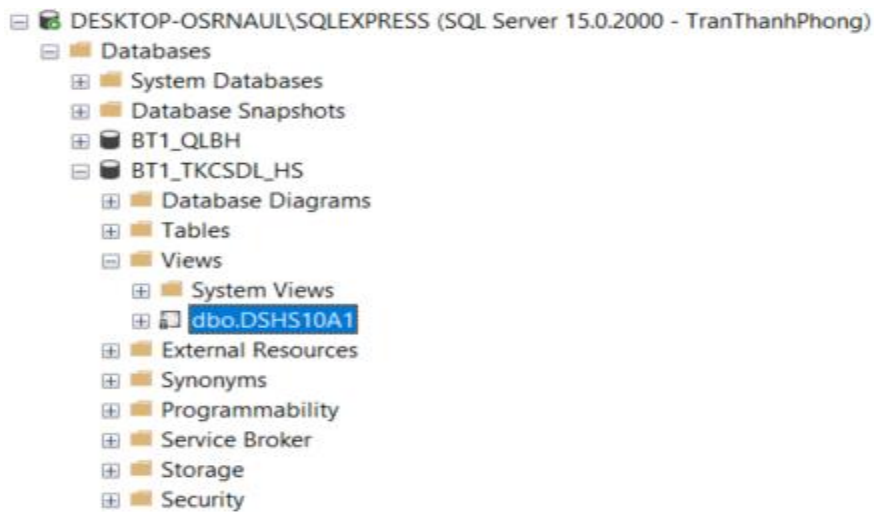 DESKTOP-OSRNAUL\SQLEXPRESS (SQL Server 15.0.2000 - TranThanhPhong)
Databases
System Databases
Database Snapshots
BT1_QLBH
BT1_TKCSDL_HS
Database Diagrams
Tables
Views
System Views
dbo.DSHS10A1
External Resources
Synonyms
Programmability
Service Broker
Storage
Security